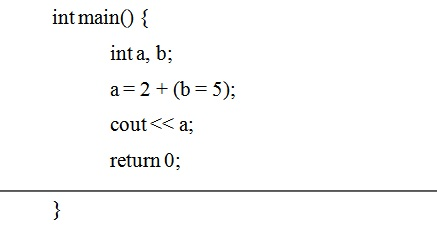 int main() {
int a, b;
a = 2 + (b = 5);
cout << a;
return 0;
}